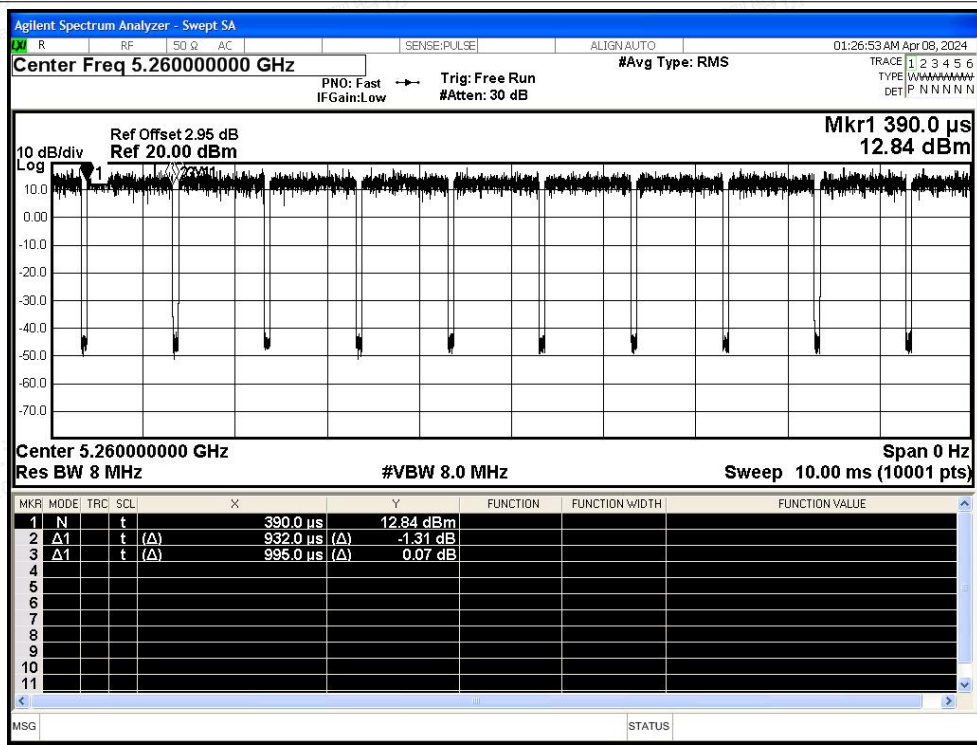 Agilent Spectrum Analyzer - Swept SA
LXI R RF 50 Ω AC SENSE:PULSE ALIGN AUTO 01:26:53 AM Apr 08, 2024
Center Freq 5.260000000 GHz #Avg Type: RMS TRACE 1 2 3 4 5 6
PNO: Fast Trig: Free Run TYPE WWWWWW
IFGain:Low #Atten: 30 dB DET P N N N N N
Mkr1 390.0 µs
Ref Offset 2.95 dB
10 dB/div Ref 20.00 dBm 12.84 dBm
Log
1
10.0
0.00
-10.0
-20.0
-30.0
-40.0
-50.0
-60.0
-70.0
Center 5.260000000 GHz Span 0 Hz
Res BW 8 MHz #VBW 8.0 MHz Sweep 10.00 ms (10001 pts)
MKR MODE TRC SCL X Y FUNCTION FUNCTION WIDTH FUNCTION VALUE
1 N t 390.0 µs 12.84 dBm
2 Δ1 t (Δ) 932.0 µs (Δ) -1.31 dB
3 Δ1 t (Δ) 995.0 µs (Δ) 0.07 dB
4
5
6
7
8
9
10
11
MSG STATUS